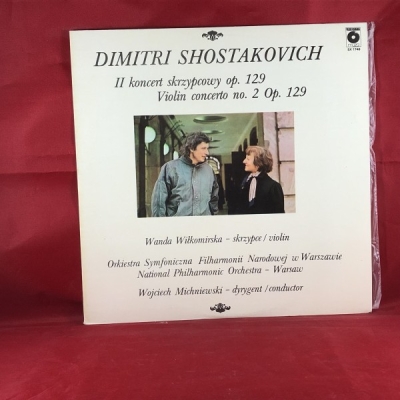 DIMITRI SHOSTAKOVICH
II koncert skrzypcowy op. 129
Violin concerto no. 2 Op. 129
Wanda Wiłkomirska – skrzypce/violin
Orkiestra Symfoniczna Filharmonii Narodowej w Warszawie
National Philharmonic Orchestra – Warsaw
Wojciech Michniewski – dyrygent/conductor